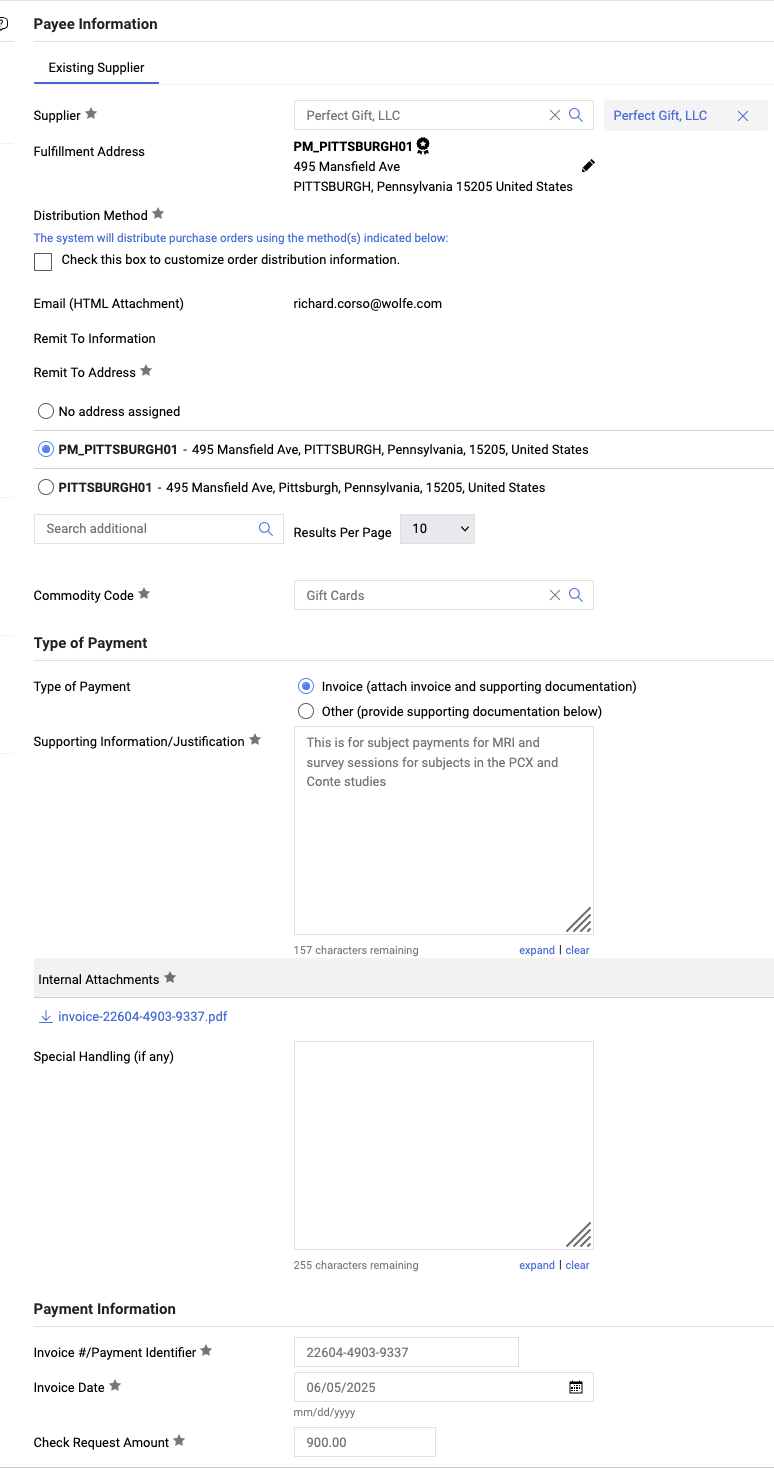 Payee Information
Existing Supplier
Supplier ★ Perfect Gift, LLC Perfect Gift, LLC
Fulfillment Address PM_PITTSBURGH01
495 Mansfield Ave
PITTSBURGH, Pennsylvania 15205 United States
Distribution Method ★
The system will distribute purchase orders using the method(s) indicated below:
Check this box to customize order distribution information.
Email (HTML Attachment) richard.corso@wolfe.com
Remit To Information
Remit To Address ★
No address assigned
PM_PITTSBURGH01 - 495 Mansfield Ave, PITTSBURGH, Pennsylvania, 15205, United States
PITTSBURGH01 - 495 Mansfield Ave, Pittsburgh, Pennsylvania, 15205, United States
Search additional Results Per Page 10
Commodity Code ★ Gift Cards
Type of Payment
Type of Payment Invoice (attach invoice and supporting documentation)
Other (provide supporting documentation below)
Supporting Information/Justification ★ This is for subject payments for MRI and
survey sessions for subjects in the PCX and
Conte studies
157 characters remaining expand | clear
Internal Attachments ★
invoice-22604-4903-9337.pdf
Special Handling (if any)
255 characters remaining expand | clear
Payment Information
Invoice #/Payment Identifier ★ 22604-4903-9337
Invoice Date ★ 06/05/2025
mm/dd/yyyy
Check Request Amount ★ 900.00